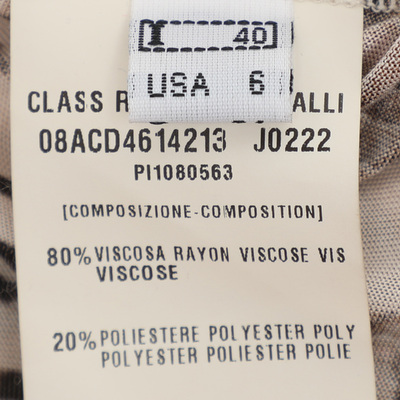 I 40
USA 6
CLASS R ALLI
08ACD4614213 J0222
PI1080563
[COMPOSIZIONE-COMPOSITION]
80% VISCOSA RAYON VISCOSE VIS
VISCOSE
20% POLIESTERE POLYESTER POLY
POLYESTER POLIESTER POLIE